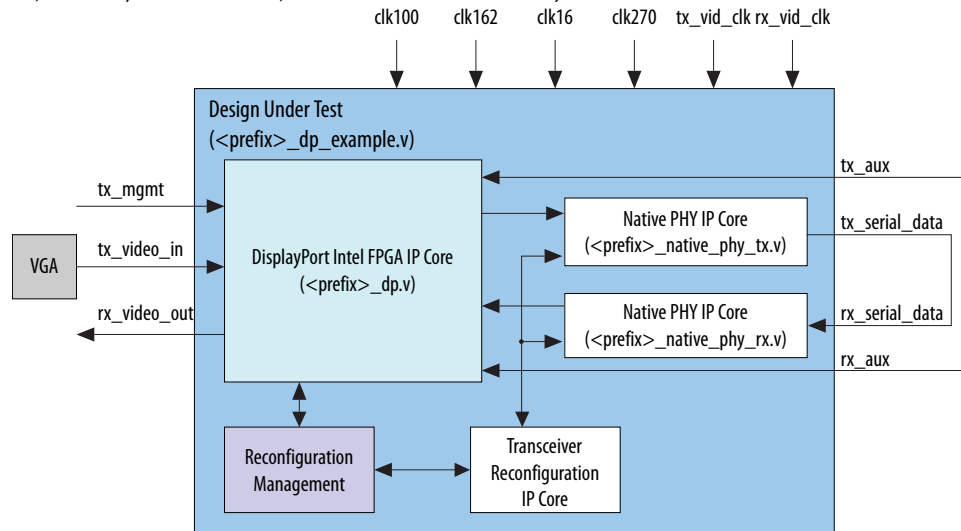 clk100
clk162
clk16
clk270
tx_vid_clk
rx_vid_clk
Design Under Test
(<prefix>_dp_example.v)
tx_mgmt
VGA
tx_video_in
rx_video_out
DisplayPort Intel FPGA IP Core
(<prefix>_dp.v)
Native PHY IP Core
(<prefix>_native_phy_tx.v)
Native PHY IP Core
(<prefix>_native_phy_rx.v)
tx_aux
tx_serial_data
rx_serial_data
rx_aux
Reconfiguration
Management
Transceiver
Reconfiguration
IP Core